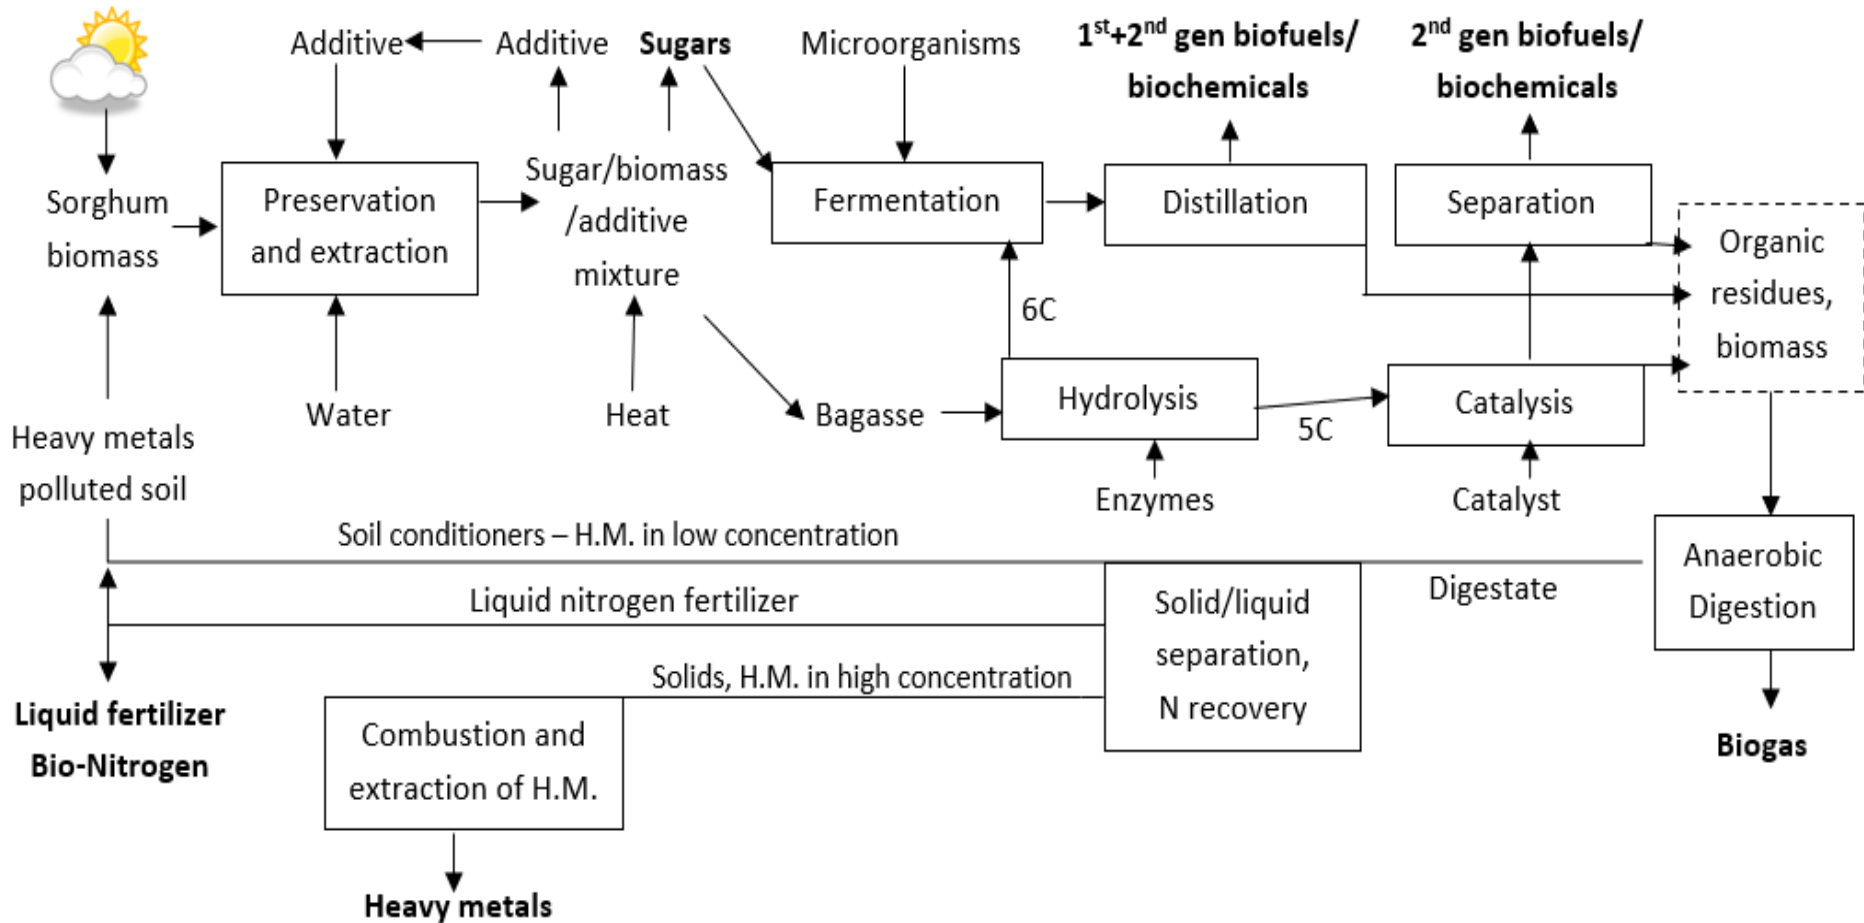 Additive
Additive
Sugars
Microorganisms
1st+2nd gen biofuels/
biochemicals
2nd gen biofuels/
biochemicals
Sorghum
biomass
Preservation
and extraction
Sugar/biomass
/additive
mixture
Fermentation
Distillation
Separation
Organic
residues,
biomass
6C
Heavy metals
polluted soil
Water
Heat
Bagasse
Hydrolysis
5C
Catalysis
Enzymes
Catalyst
Soil conditioners – H.M. in low concentration
Digestate
Anaerobic
Digestion
Liquid nitrogen fertilizer
Solid/liquid
separation,
N recovery
Solids, H.M. in high concentration
Liquid fertilizer
Bio-Nitrogen
Combustion and
extraction of H.M.
Biogas
Heavy metals